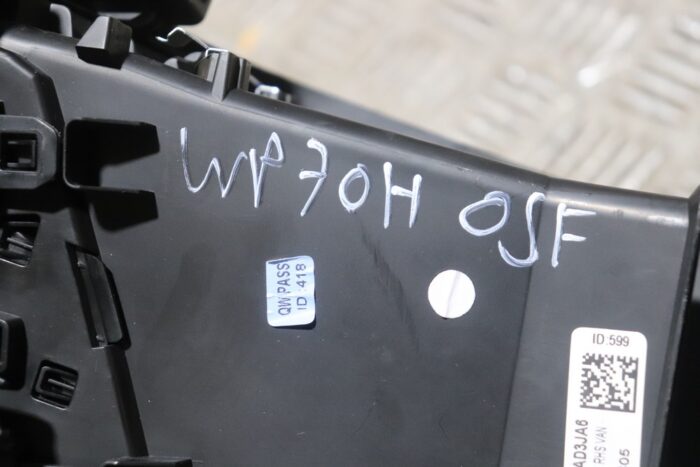 WP70H OSF
QW PASS
ID :418
ID:599
AD3JA6
RHS VAN
05